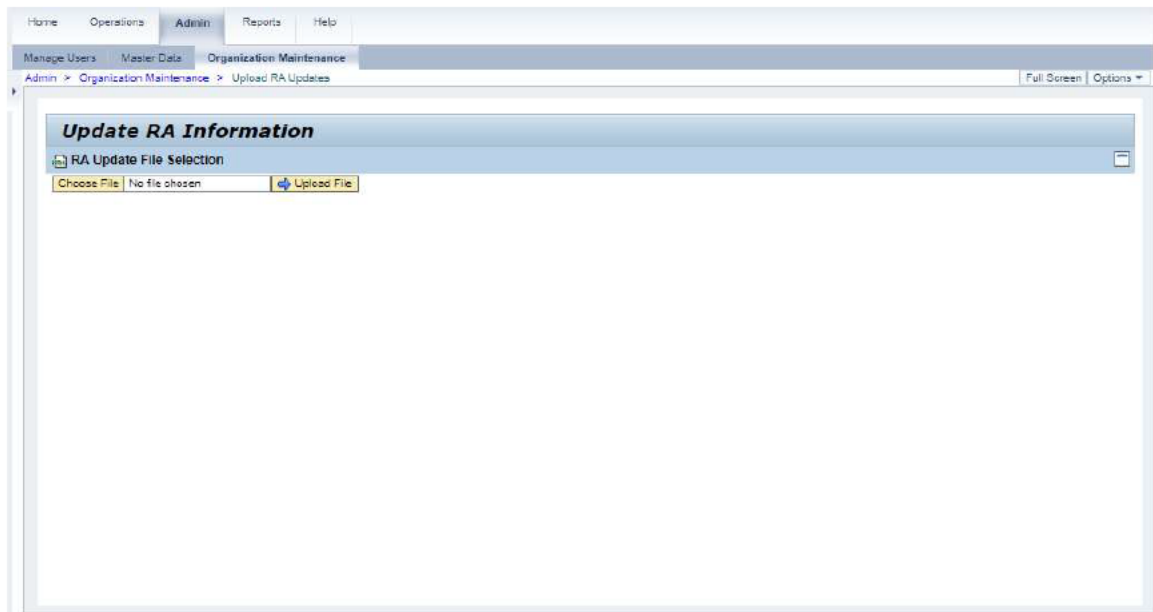 Home Operations Admin Reports Help
Manage Users Master Data Organization Maintenance
Admin > Organization Maintenance > Upload RA Updates Full Screen Options
Update RA Information
RA Update File Selection
Choose File No file chosen Upload File